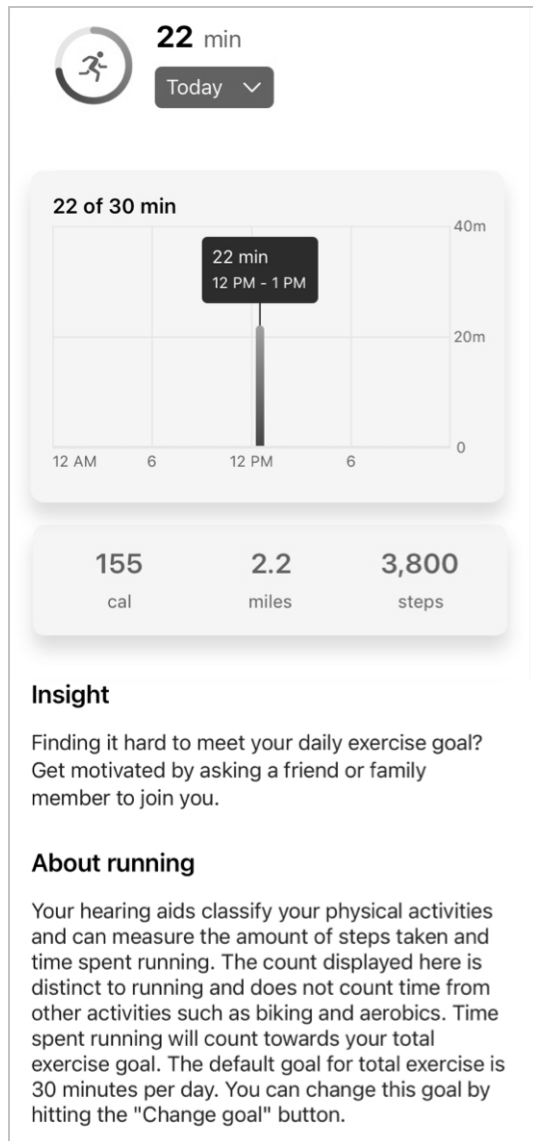 22 min
Today
22 of 30 min
40m
22 min
12 PM - 1 PM
20m
0
12 AM 6 12 PM 6
155 2.2 3,800
cal miles steps
Insight
Finding it hard to meet your daily exercise goal?
Get motivated by asking a friend or family
member to join you.
About running
Your hearing aids classify your physical activities
and can measure the amount of steps taken and
time spent running. The count displayed here is
distinct to running and does not count time from
other activities such as biking and aerobics. Time
spent running will count towards your total
exercise goal. The default goal for total exercise is
30 minutes per day. You can change this goal by
hitting the "Change goal" button.